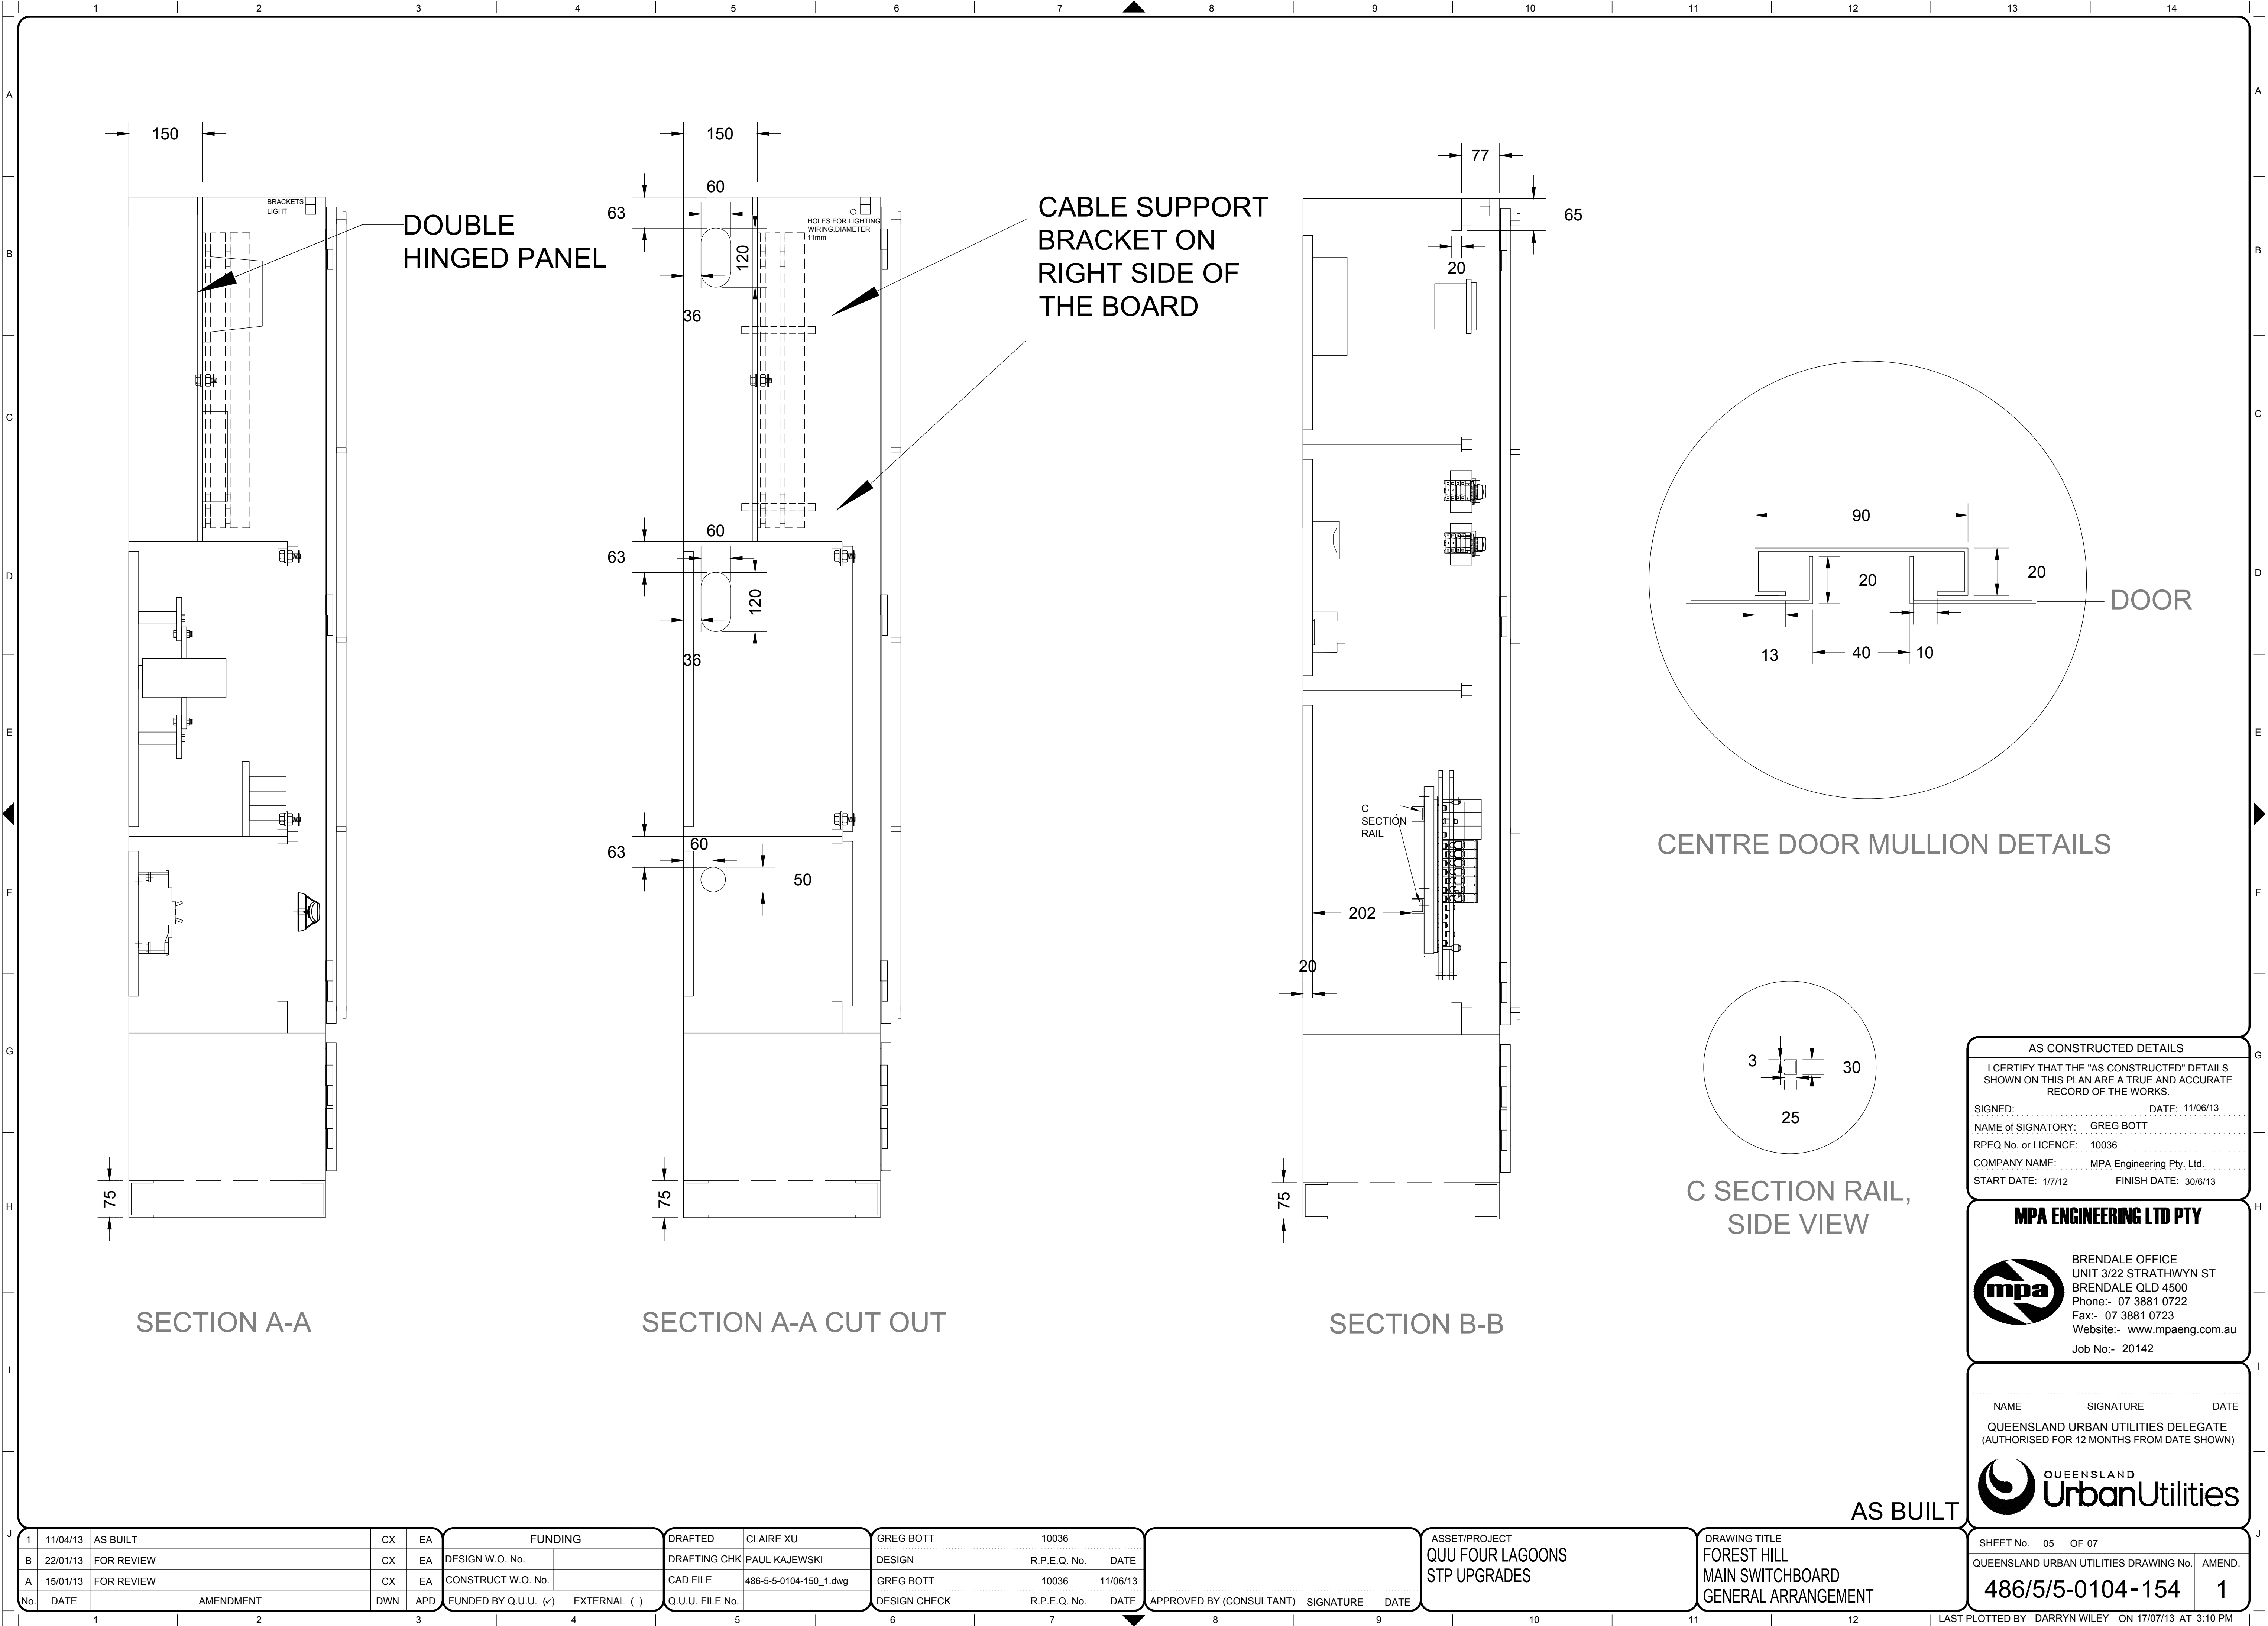 1 2 3 4 5 6 7 8 9 10 11 12 13 14
A A
B B
C C
D D
E E
F F
G G
H H
I I
J J
150
BRACKETS
LIGHT
DOUBLE
HINGED PANEL
75
SECTION A-A
150
60
63
120
36
HOLES FOR LIGHTING
WIRING,DIAMETER
11mm
CABLE SUPPORT
BRACKET ON
RIGHT SIDE OF
THE BOARD
60
63
120
36
63
60
50
75
SECTION A-A CUT OUT
77
65
20
C
SECTION
RAIL
202
20
75
SECTION B-B
90
20
20
DOOR
13
40
10
CENTRE DOOR MULLION DETAILS
3
30
25
C SECTION RAIL,
SIDE VIEW
AS CONSTRUCTED DETAILS
I CERTIFY THAT THE "AS CONSTRUCTED" DETAILS
SHOWN ON THIS PLAN ARE A TRUE AND ACCURATE
RECORD OF THE WORKS.
SIGNED: DATE: 11/06/13
NAME of SIGNATORY: GREG BOTT
RPEQ No. or LICENCE: 10036
COMPANY NAME: MPA Engineering Pty. Ltd.
START DATE: 1/7/12 FINISH DATE: 30/6/13
MPA ENGINEERING LTD PTY
mpa
BRENDALE OFFICE
UNIT 3/22 STRATHWYN ST
BRENDALE QLD 4500
Phone:- 07 3881 0722
Fax:- 07 3881 0723
Website:- www.mpaeng.com.au
Job No:- 20142
NAME SIGNATURE DATE
QUEENSLAND URBAN UTILITIES DELEGATE
(AUTHORISED FOR 12 MONTHS FROM DATE SHOWN)
QUEENSLAND
UrbanUtilities
AS BUILT
1 11/04/13 AS BUILT CX EA
B 22/01/13 FOR REVIEW CX EA
A 15/01/13 FOR REVIEW CX EA
No. DATE AMENDMENT DWN APD
FUNDING
DESIGN W.O. No.
CONSTRUCT W.O. No.
FUNDED BY Q.U.U. (✓) EXTERNAL ( )
DRAFTED CLAIRE XU
DRAFTING CHK PAUL KAJEWSKI
CAD FILE 486-5-5-0104-150_1.dwg
Q.U.U. FILE No.
GREG BOTT 10036
DESIGN R.P.E.Q. No. DATE
GREG BOTT 10036 11/06/13
DESIGN CHECK R.P.E.Q. No. DATE
APPROVED BY (CONSULTANT) SIGNATURE DATE
ASSET/PROJECT
QUU FOUR LAGOONS
STP UPGRADES
DRAWING TITLE
FOREST HILL
MAIN SWITCHBOARD
GENERAL ARRANGEMENT
SHEET No. 05 OF 07
QUEENSLAND URBAN UTILITIES DRAWING No. AMEND.
486/5/5-0104-154 1
1 2 3 4 5 6 7 8 9 10 11 12
LAST PLOTTED BY DARRYN WILEY ON 17/07/13 AT 3:10 PM